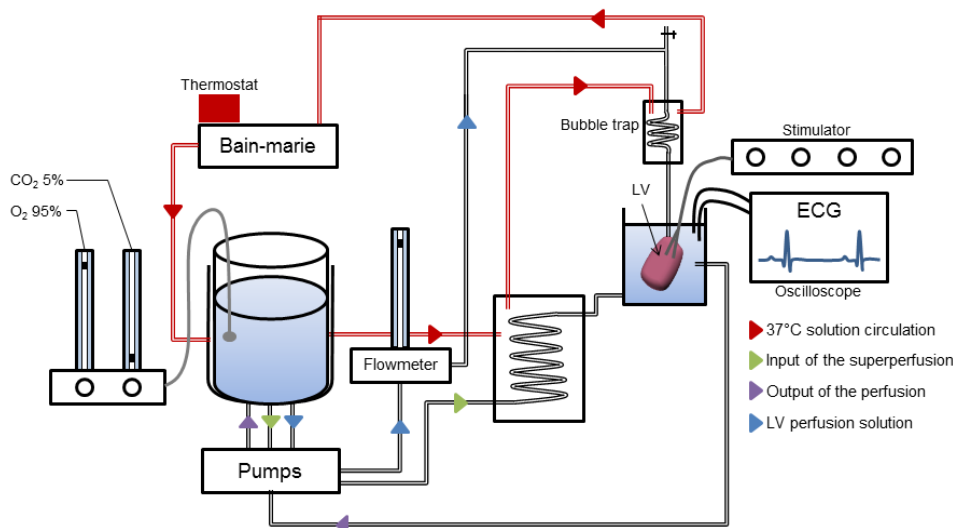 Thermostat
Bain-marie
Bubble trap
Stimulator
CO₂ 5%
O₂ 95%
LV
ECG
Oscilloscope
Flowmeter
Pumps
37°C solution circulation
Input of the superperfusion
Output of the perfusion
LV perfusion solution